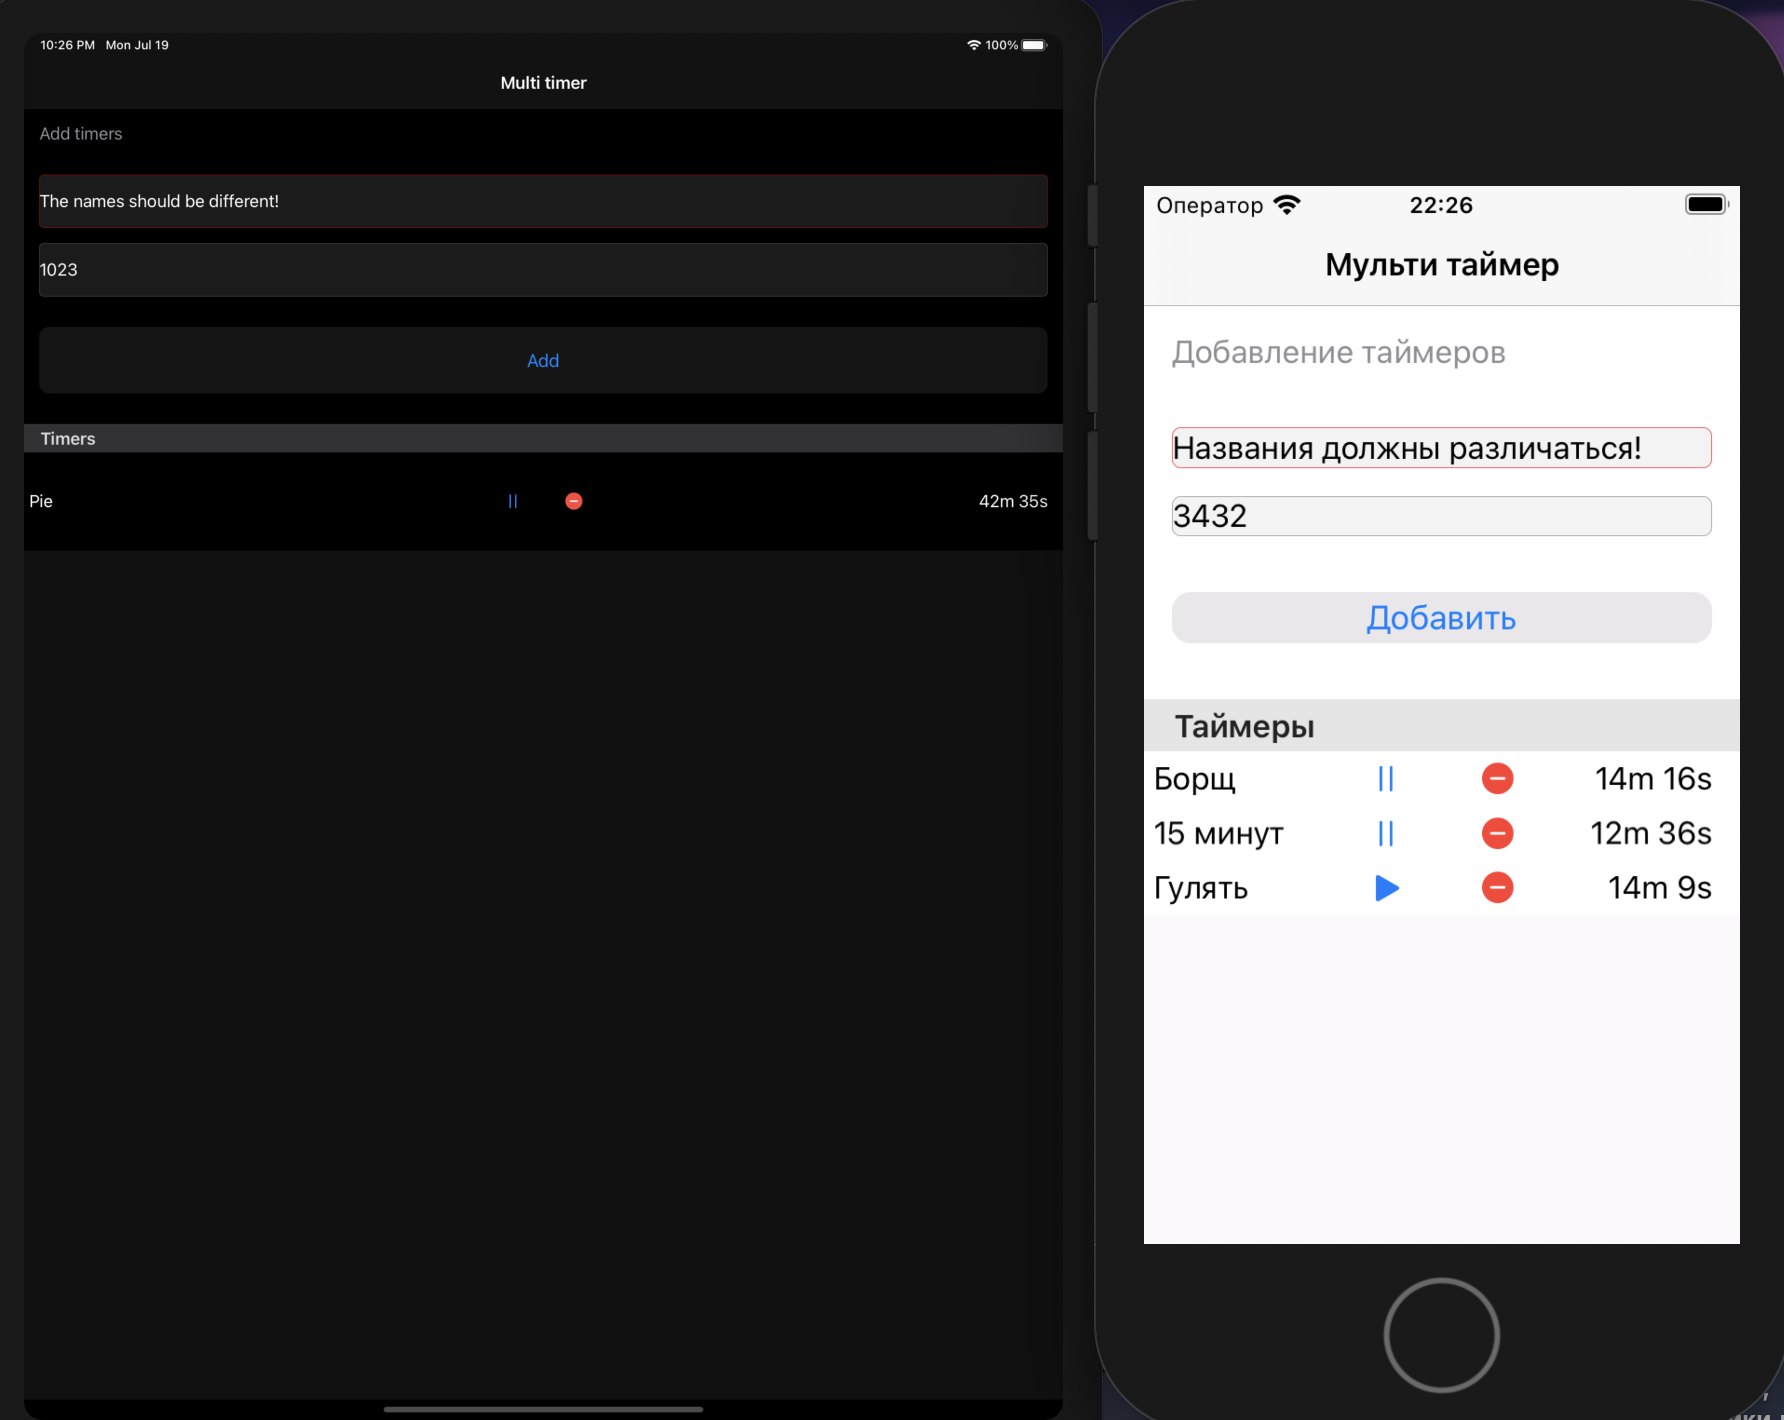 10:26 PM Mon Jul 19
100%
Multi timer
Add timers
The names should be different!
1023
Add
Timers
Pie
42m 35s
Оператор
22:26
Мульти таймер
Добавление таймеров
Названия должны различаться!
3432
Добавить
Таймеры
Борщ 14m 16s
15 минут 12m 36s
Гулять 14m 9s